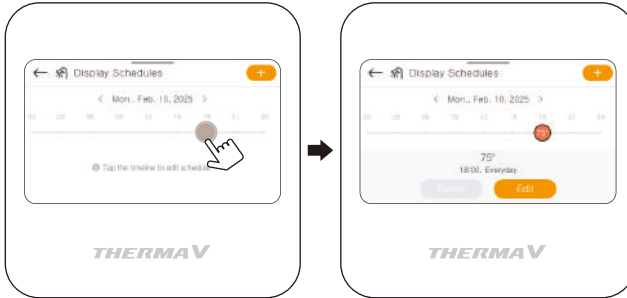 ← Display Schedules +
< Mon., Feb. 10, 2025 >
Tap the timeline to edit schedule
THERMA V
← Display Schedules +
< Mon., Feb. 10, 2025 >
75°
75°
18:00, Everyday
Delete Edit
THERMA V